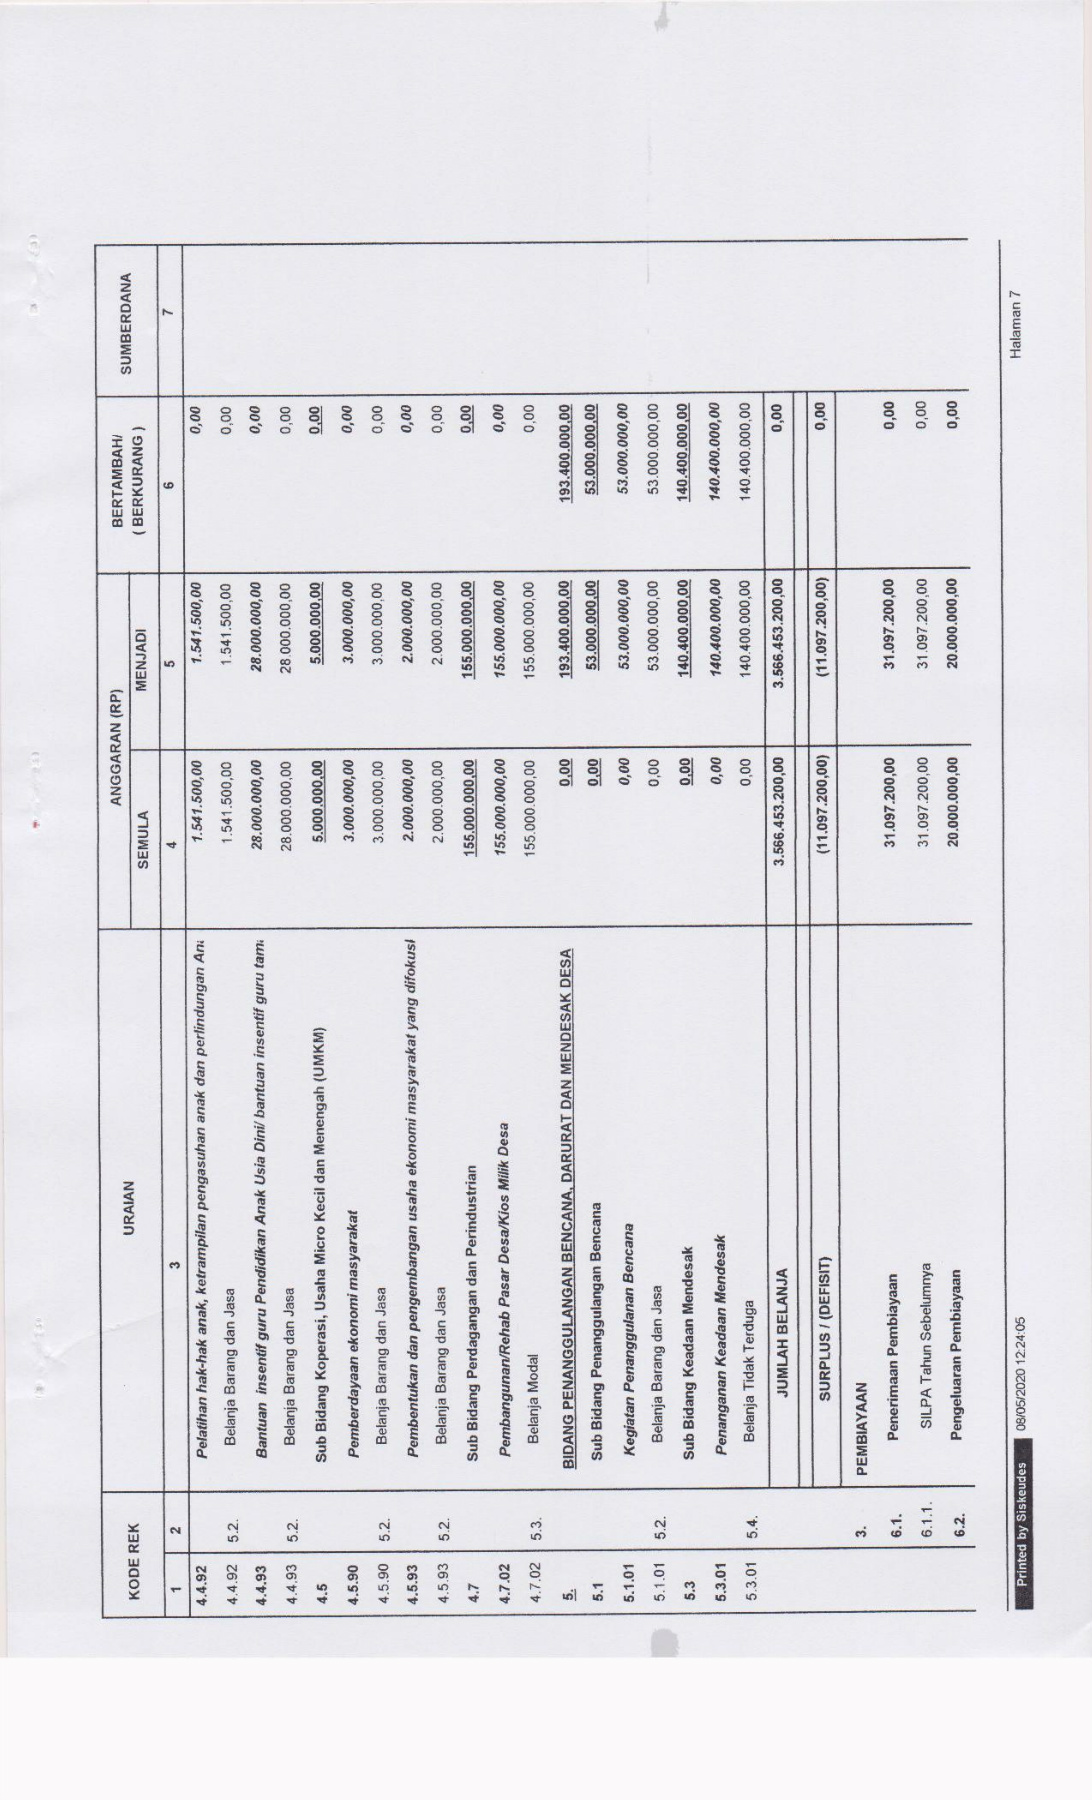 KODE REK URAIAN ANGGARAN (RP) BERTAMBAH/ ( BERKURANG ) SUMBERDANA
SEMULA MENJADI
1 2 3 4 5 6 7
4.4.92 Pelatihan hak-hak anak, ketrampilan pengasuhan anak dan perlindungan Ana 1.541.500,00 1.541.500,00 0,00
4.4.92 5.2. Belanja Barang dan Jasa 1.541.500,00 1.541.500,00 0,00
4.4.93 Bantuan insentif guru Pendidikan Anak Usia Dini/ bantuan insentif guru tama 28.000.000,00 28.000.000,00 0,00
4.4.93 5.2. Belanja Barang dan Jasa 28.000.000,00 28.000.000,00 0,00
4.5 Sub Bidang Koperasi, Usaha Micro Kecil dan Menengah (UMKM) 5.000.000,00 5.000.000,00 0,00
4.5.90 Pemberdayaan ekonomi masyarakat 3.000.000,00 3.000.000,00 0,00
4.5.90 5.2. Belanja Barang dan Jasa 3.000.000,00 3.000.000,00 0,00
4.5.93 Pembentukan dan pengembangan usaha ekonomi masyarakat yang difokusl 2.000.000,00 2.000.000,00 0,00
4.5.93 5.2. Belanja Barang dan Jasa 2.000.000,00 2.000.000,00 0,00
4.7 Sub Bidang Perdagangan dan Perindustrian 155.000.000,00 155.000.000,00 0,00
4.7.02 Pembangunan/Rehab Pasar Desa/Kios Milik Desa 155.000.000,00 155.000.000,00 0,00
4.7.02 5.3. Belanja Modal 155.000.000,00 155.000.000,00 0,00
5. BIDANG PENANGGULANGAN BENCANA, DARURAT DAN MENDESAK DESA 0,00 193.400.000,00 193.400.000,00
5.1 Sub Bidang Penanggulangan Bencana 0,00 53.000.000,00 53.000.000,00
5.1.01 Kegiatan Penanggulanan Bencana 0,00 53.000.000,00 53.000.000,00
5.1.01 5.2. Belanja Barang dan Jasa 0,00 53.000.000,00 53.000.000,00
5.3 Sub Bidang Keadaan Mendesak 0,00 140.400.000,00 140.400.000,00
5.3.01 Penanganan Keadaan Mendesak 0,00 140.400.000,00 140.400.000,00
5.3.01 5.4. Belanja Tidak Terduga 0,00 140.400.000,00 140.400.000,00
JUMLAH BELANJA 3.566.453.200,00 3.566.453.200,00 0,00
SURPLUS / (DEFISIT) (11.097.200,00) (11.097.200,00) 0,00
3. PEMBIAYAAN
6.1. Penerimaan Pembiayaan 31.097.200,00 31.097.200,00 0,00
6.1.1. SILPA Tahun Sebelumnya 31.097.200,00 31.097.200,00 0,00
6.2. Pengeluaran Pembiayaan 20.000.000,00 20.000.000,00 0,00
Printed by Siskeudes 08/05/2020 12:24:05 Halaman 7